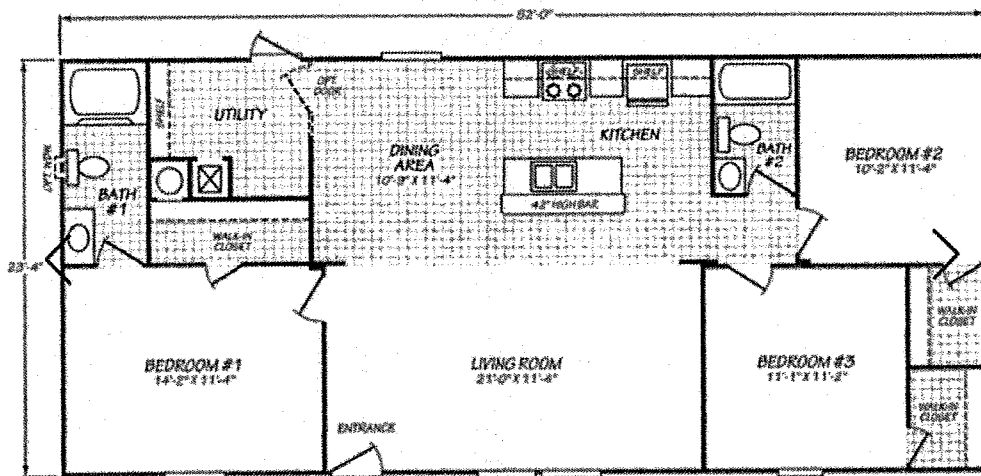 52'-0"
OPT. DOOR
SHELF
SHELF
SHELF
UTILITY
KITCHEN
DINING
AREA
10'-9" X 11'-4"
BATH
#2
BEDROOM #2
10'-2" X 11'-4"
BATH
#1
42" HIGH BAR
WALK-IN
CLOSET
23'-4"
WALK-IN
CLOSET
BEDROOM #1
14'-2" X 11'-4"
LIVING ROOM
21'-0" X 11'-4"
BEDROOM #3
11'-1" X 11'-2"
WALK-IN
CLOSET
ENTRANCE